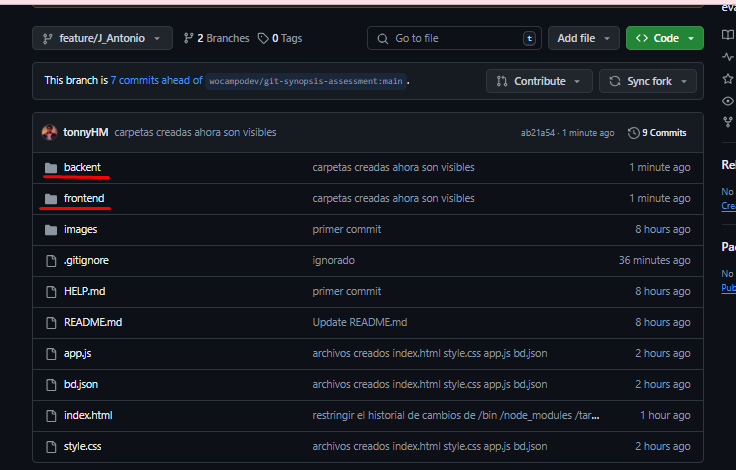 feature/J_Antonio 2 Branches 0 Tags Go to file t Add file Code
This branch is 7 commits ahead of wocampodev/git-synopsis-assessment:main . Contribute Sync fork
tonnyHM carpetas creadas ahora son visibles ab21a54 · 1 minute ago 9 Commits
backent carpetas creadas ahora son visibles 1 minute ago
frontend carpetas creadas ahora son visibles 1 minute ago
images primer commit 8 hours ago
.gitignore ignorado 36 minutes ago
HELP.md primer commit 8 hours ago
README.md Update README.md 8 hours ago
app.js archivos creados index.html style.css app.js bd.json 2 hours ago
bd.json archivos creados index.html style.css app.js bd.json 2 hours ago
index.html restringir el historial de cambios de /bin /node_modules /tar... 1 hour ago
style.css archivos creados index.html style.css app.js bd.json 2 hours ago
eva
Rel
No
Crea
Pac
No
Pub